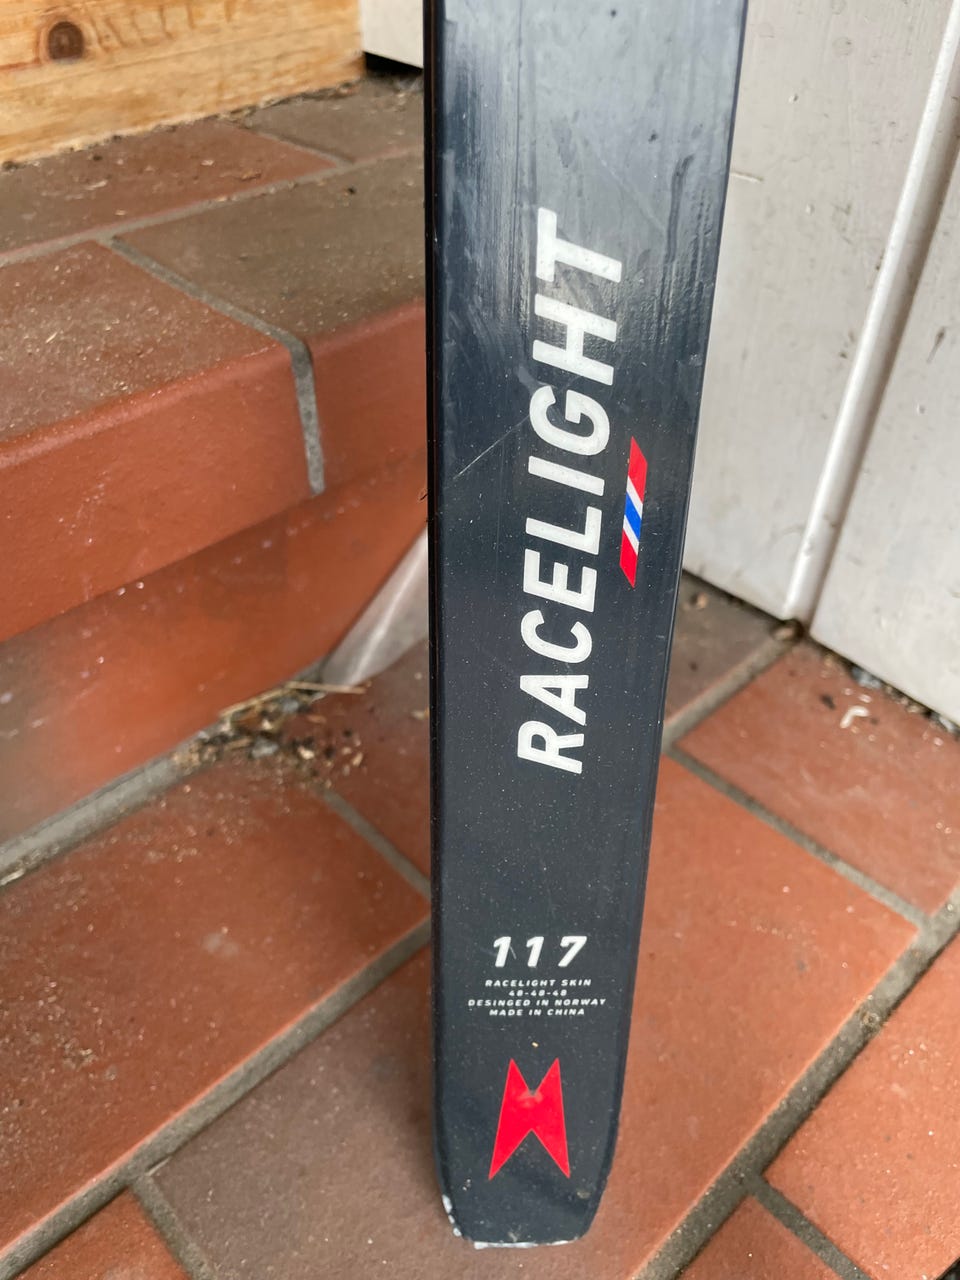 RACELIGHT
117
RACELIGHT SKIN
48-48-48
DESINGED IN NORWAY
MADE IN CHINA